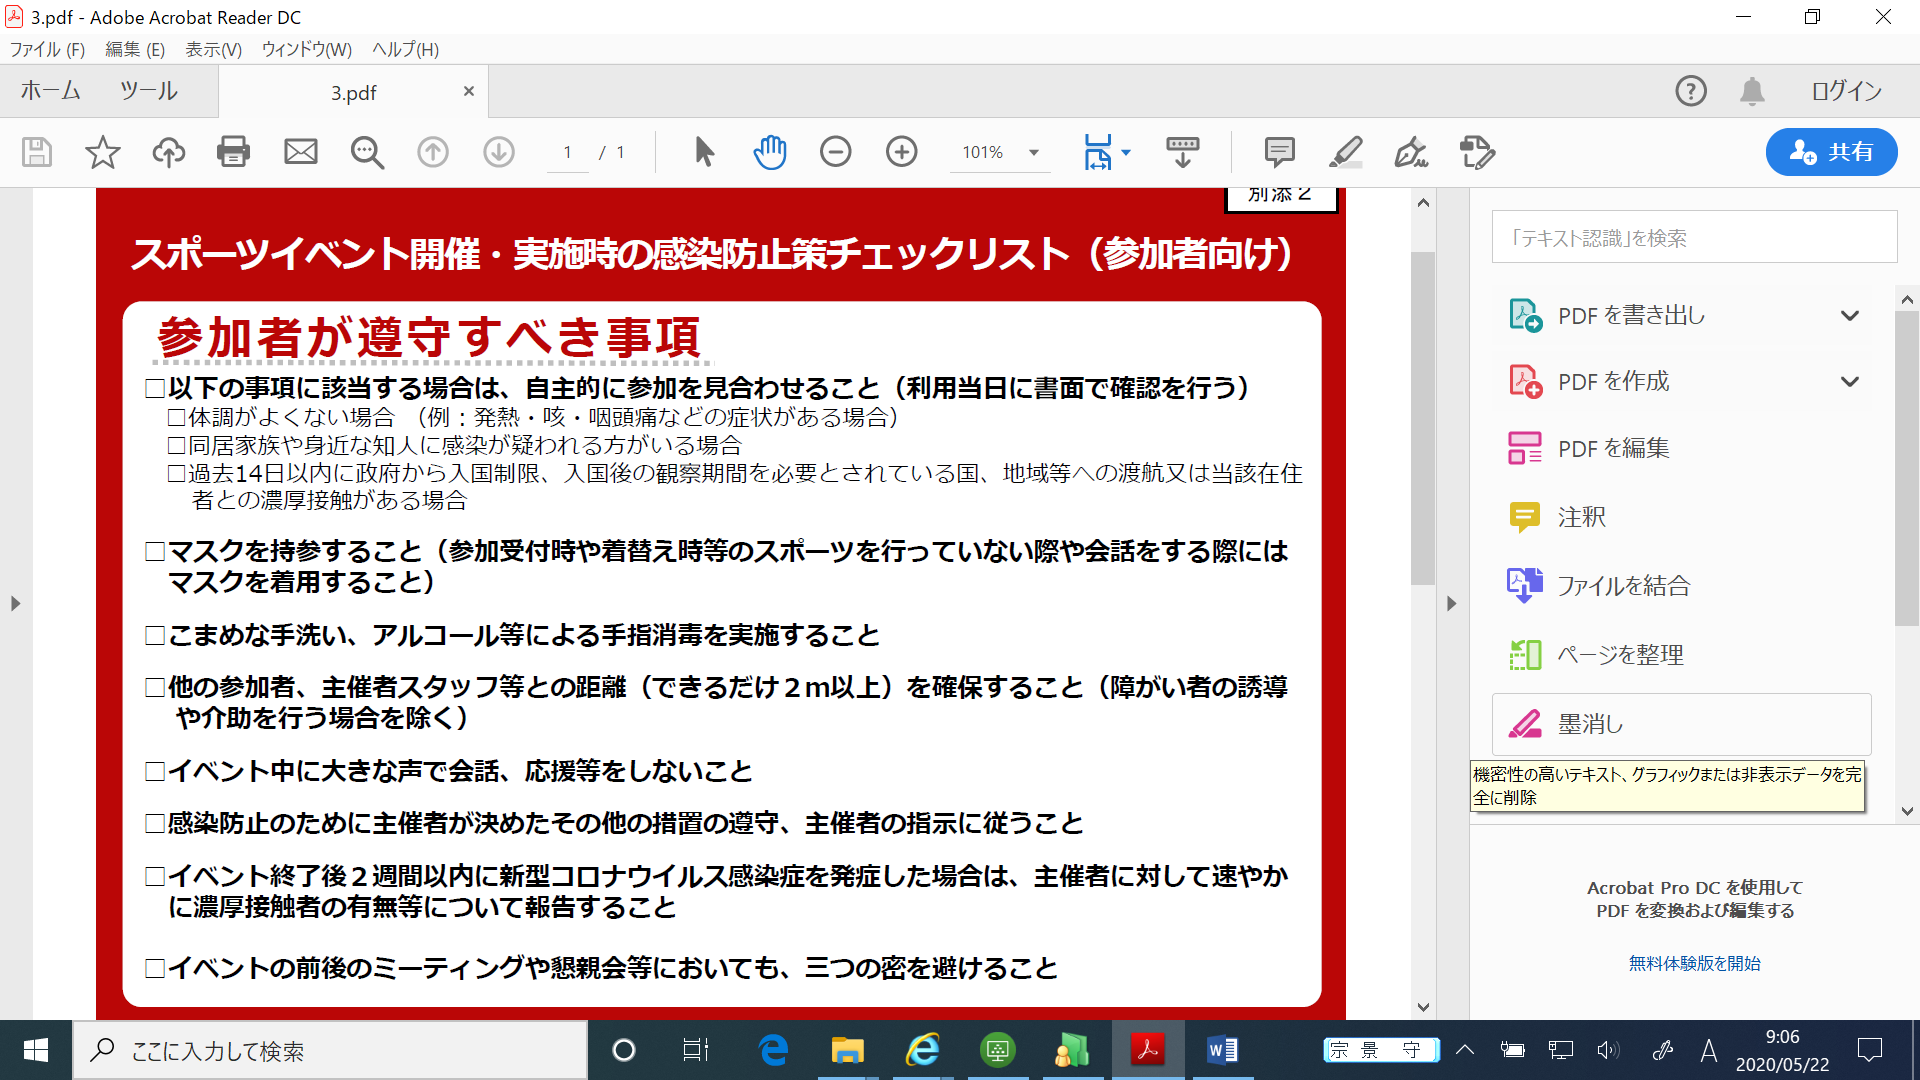 3.pdf - Adobe Acrobat Reader DC
ファイル (F) 編集 (E) 表示(V) ウィンドウ(W) ヘルプ(H)
ホーム ツール 3.pdf × ? ログイン
1 / 1 101% 共有
別添２
スポーツイベント開催・実施時の感染防止策チェックリスト（参加者向け）
参加者が遵守すべき事項
□以下の事項に該当する場合は、自主的に参加を見合わせること（利用当日に書面で確認を行う）
□体調がよくない場合 （例：発熱・咳・咽頭痛などの症状がある場合）
□同居家族や身近な知人に感染が疑われる方がいる場合
□過去14日以内に政府から入国制限、入国後の観察期間を必要とされている国、地域等への渡航又は当該在住
者との濃厚接触がある場合
□マスクを持参すること（参加受付時や着替え時等のスポーツを行っていない際や会話をする際には
マスクを着用すること）
□こまめな手洗い、アルコール等による手指消毒を実施すること
□他の参加者、主催者スタッフ等との距離（できるだけ２ｍ以上）を確保すること（障がい者の誘導
や介助を行う場合を除く）
□イベント中に大きな声で会話、応援等をしないこと
□感染防止のために主催者が決めたその他の措置の遵守、主催者の指示に従うこと
□イベント終了後２週間以内に新型コロナウイルス感染症を発症した場合は、主催者に対して速やか
に濃厚接触者の有無等について報告すること
□イベントの前後のミーティングや懇親会等においても、三つの密を避けること
「テキスト認識」を検索
PDF を書き出し
PDF を作成
PDF を編集
注釈
ファイルを結合
ページを整理
墨消し
機密性の高いテキスト、グラフィックまたは非表示データを完
全に削除
Acrobat Pro DC を使用して
PDF を変換および編集する
無料体験版を開始
ここに入力して検索
宗 景 守
A
9:06
2020/05/22